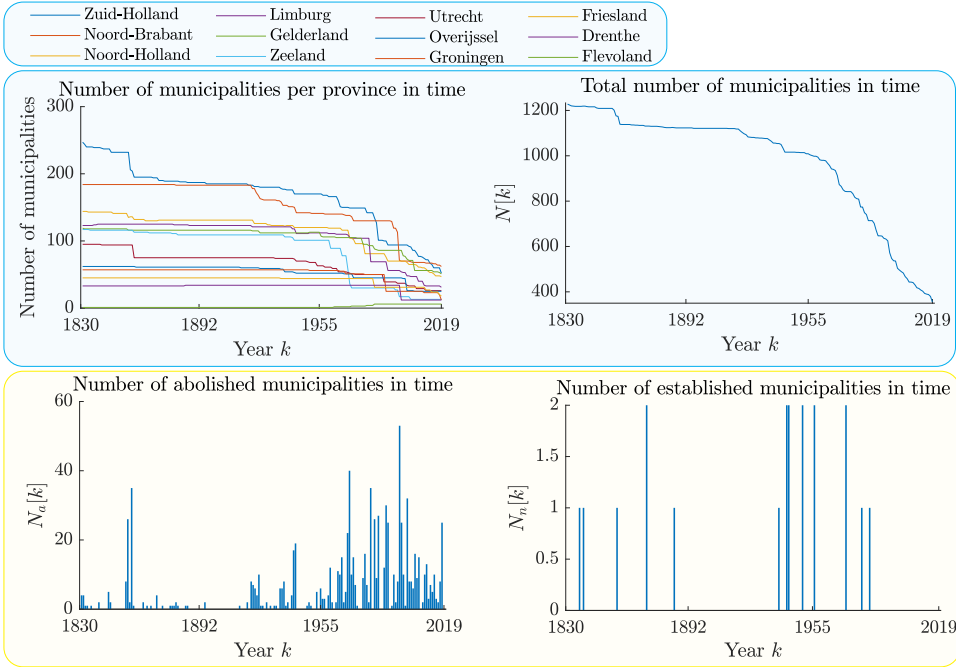 Zuid-Holland Limburg Utrecht Friesland
Noord-Brabant Gelderland Overijssel Drenthe
Noord-Holland Zeeland Groningen Flevoland
Number of municipalities per province in time
Number of municipalities
300
200
100
0
1830 1892 1955 2019
Year k
Total number of municipalities in time
N[k]
1200
1000
800
600
400
1830 1892 1955 2019
Year k
Number of abolished municipalities in time
Nₐ[k]
60
40
20
0
1830 1892 1955 2019
Year k
Number of established municipalities in time
Nₙ[k]
2
1.5
1
0.5
0
1830 1892 1955 2019
Year k